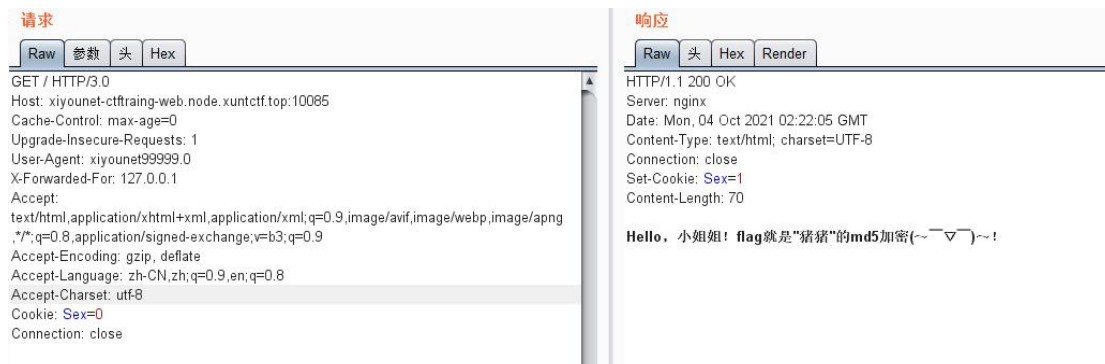 请求
Raw 参数 头 Hex
GET / HTTP/3.0
Host: xiyounet-ctftraing-web.node.xuntctf.top:10085
Cache-Control: max-age=0
Upgrade-Insecure-Requests: 1
User-Agent: xiyounet99999.0
X-Forwarded-For: 127.0.0.1
Accept:
text/html,application/xhtml+xml,application/xml;q=0.9,image/avif,image/webp,image/apng
,*/*;q=0.8,application/signed-exchange;v=b3;q=0.9
Accept-Encoding: gzip, deflate
Accept-Language: zh-CN,zh;q=0.9,en;q=0.8
Accept-Charset: utf-8
Cookie: Sex=0
Connection: close
响应
Raw 头 Hex Render
HTTP/1.1 200 OK
Server: nginx
Date: Mon, 04 Oct 2021 02:22:05 GMT
Content-Type: text/html; charset=UTF-8
Connection: close
Set-Cookie: Sex=1
Content-Length: 70
Hello，小姐姐！flag就是"猪猪"的md5加密(～￣▽￣)～！